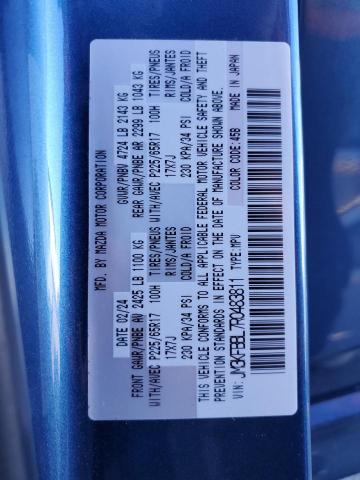 MFD. BY MAZDA MOTOR CORPORATION
DATE: 02/24 GVWR/PNBV 4724 LB 2143 KG
FRONT GAWR/PNBE AV 2425 LB 1100 KG REAR GAWR/PNBE AR 2299 LB 1043 KG
WITH/AVEC P225/65R17 100H TIRES/PNEUS WITH/AVEC P225/65R17 100H TIRES/PNEUS
17X7J RIMS/JANTES 17X7J RIMS/JANTES
230 KPA/34 PSI COLD/A FROID 230 KPA/34 PSI COLD/A FROID
THIS VEHICLE CONFORMS TO ALL APPLICABLE FEDERAL MOTOR VEHICLE SAFETY AND THEFT
PREVENTION STANDARDS IN EFFECT ON THE DATE OF MANUFACTURE SHOWN ABOVE.
VIN: JM3KFBBL7R0463811 TYPE: MPV COLOR CODE: 45B MADE IN JAPAN